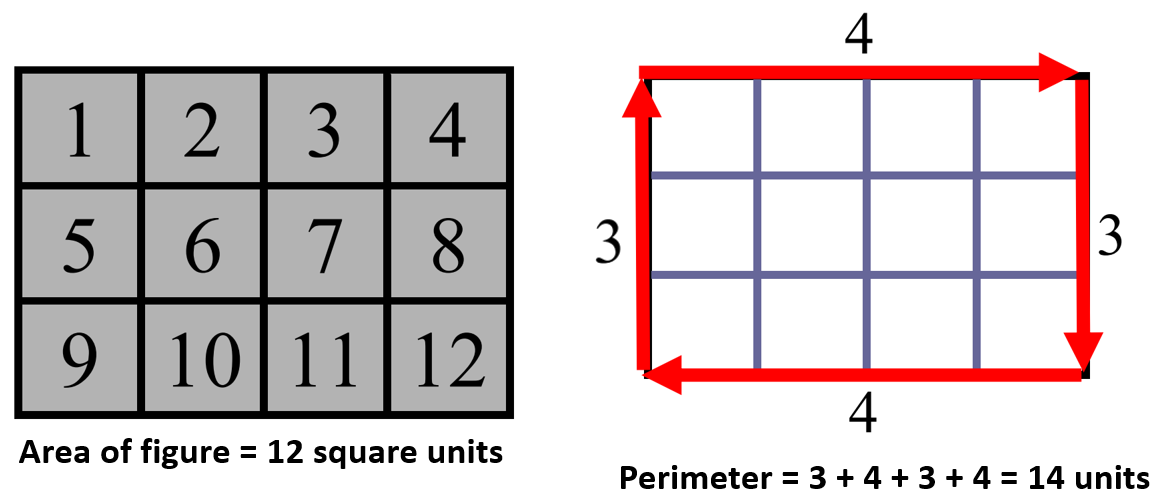 1 2 3 4
5 6 7 8
9 10 11 12
Area of figure = 12 square units
4
3
3
4
Perimeter = 3 + 4 + 3 + 4 = 14 units